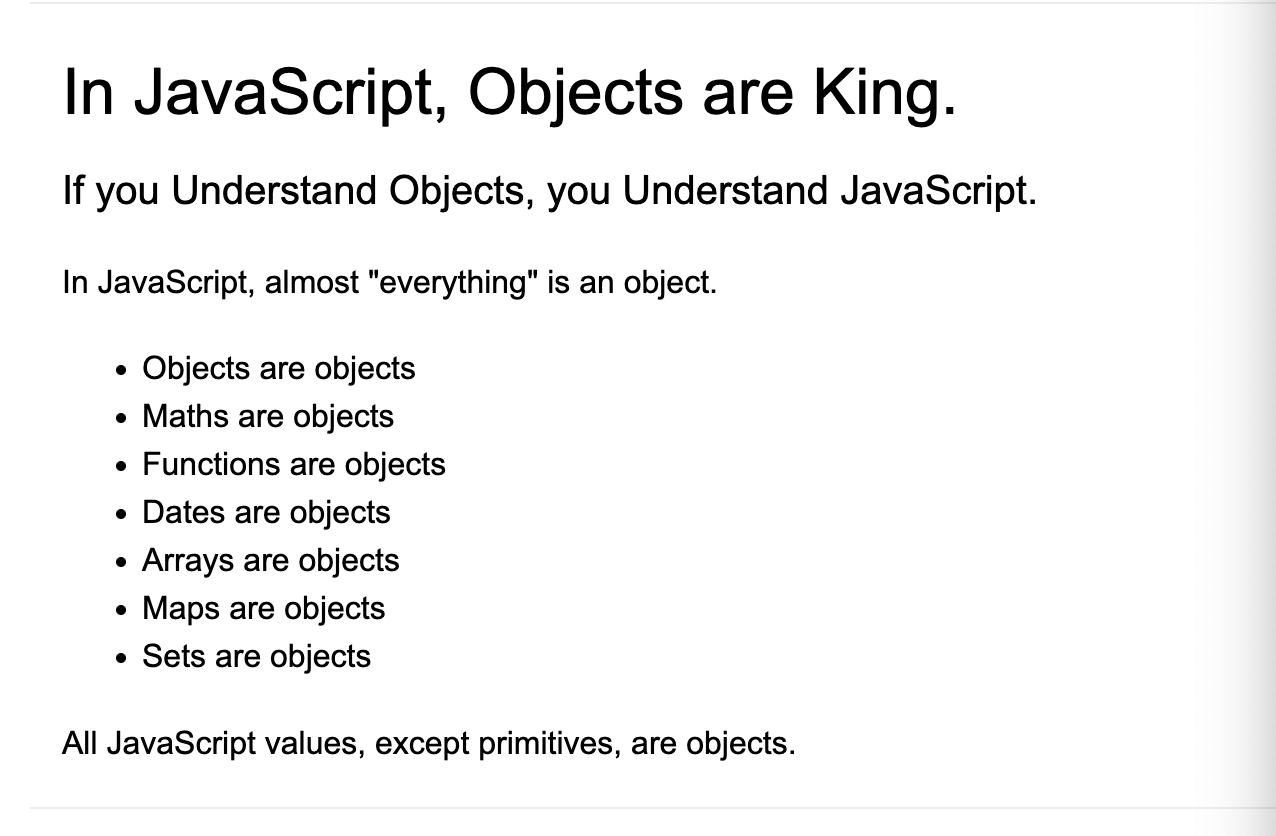 In JavaScript, Objects are King.
If you Understand Objects, you Understand JavaScript.
In JavaScript, almost "everything" is an object.
• Objects are objects
• Maths are objects
• Functions are objects
• Dates are objects
• Arrays are objects
• Maps are objects
• Sets are objects
All JavaScript values, except primitives, are objects.